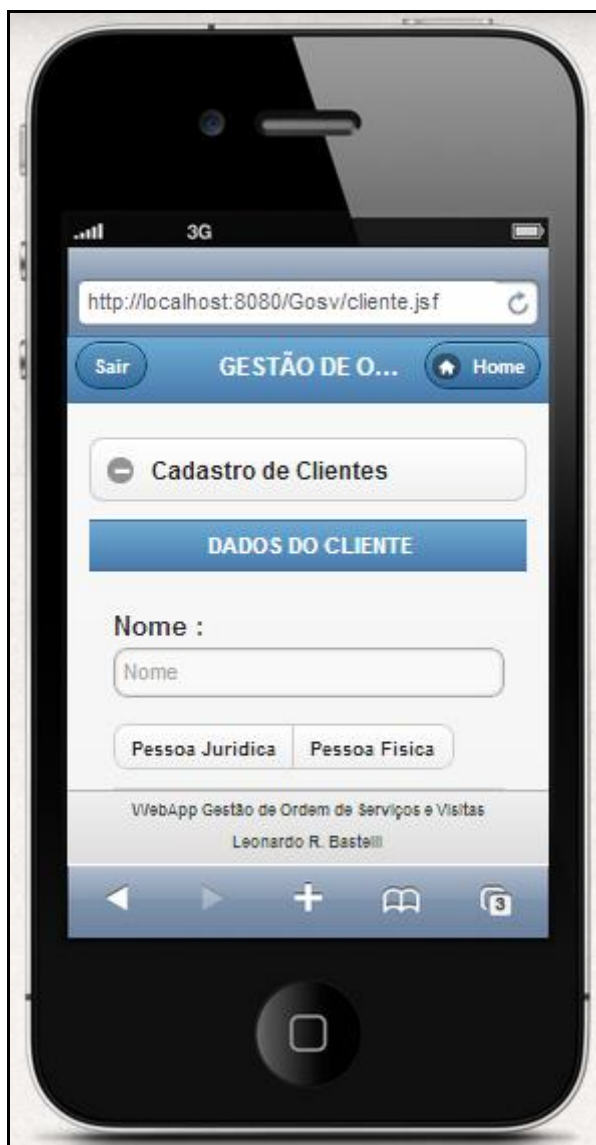 3G
http://localhost:8080/Gosv/cliente.jsf
Sair GESTÃO DE O... Home
Cadastro de Clientes
DADOS DO CLIENTE
Nome :
Nome
Pessoa Juridica Pessoa Fisica
WebApp Gestão de Ordem de Serviços e Visitas
Leonardo R. Bastelli
3